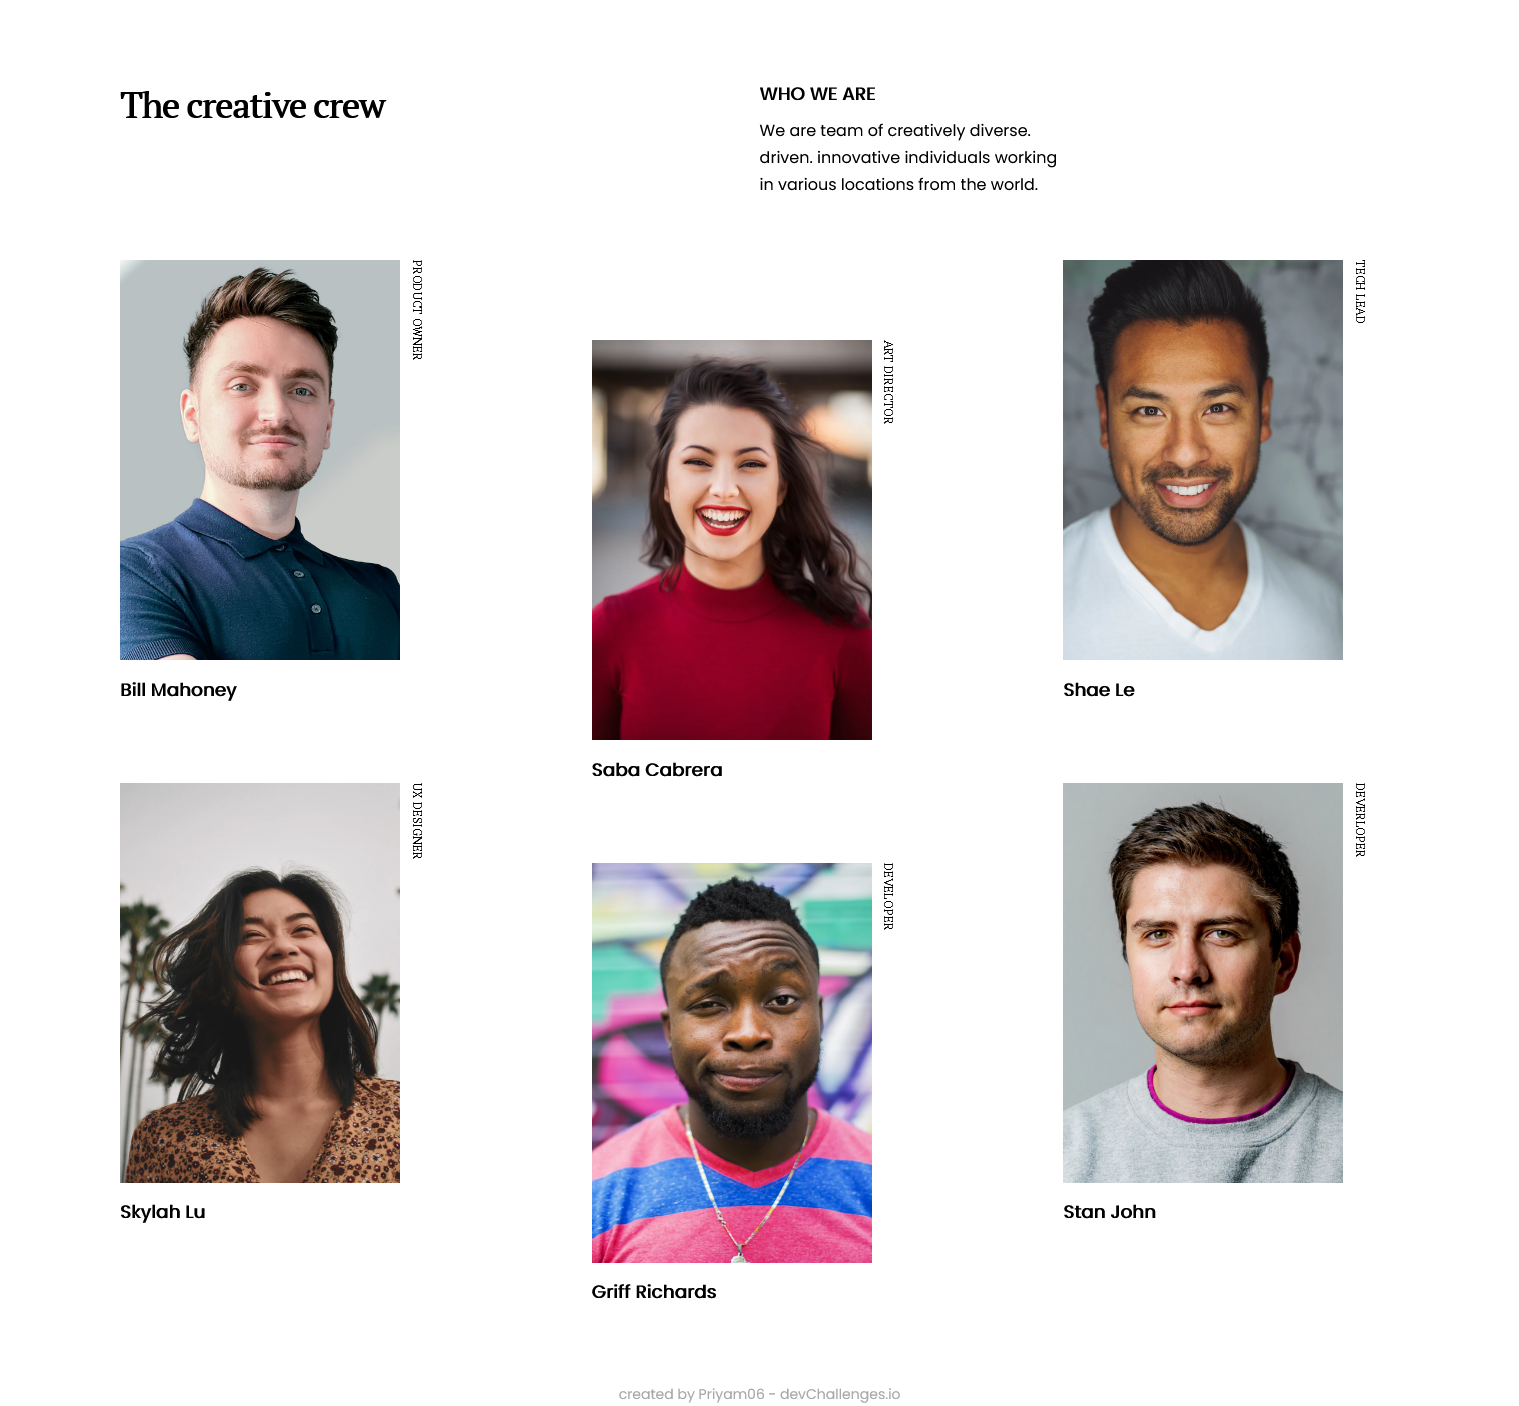 The creative crew
WHO WE ARE
We are team of creatively diverse.
driven. innovative individuals working
in various locations from the world.
PRODUCT OWNER
Bill Mahoney
ART DIRECTOR
Saba Cabrera
TECH LEAD
Shae Le
UX DESIGNER
Skylah Lu
DEVELOPER
Griff Richards
DEVERLOPER
Stan John
created by Priyam06 - devChallenges.io